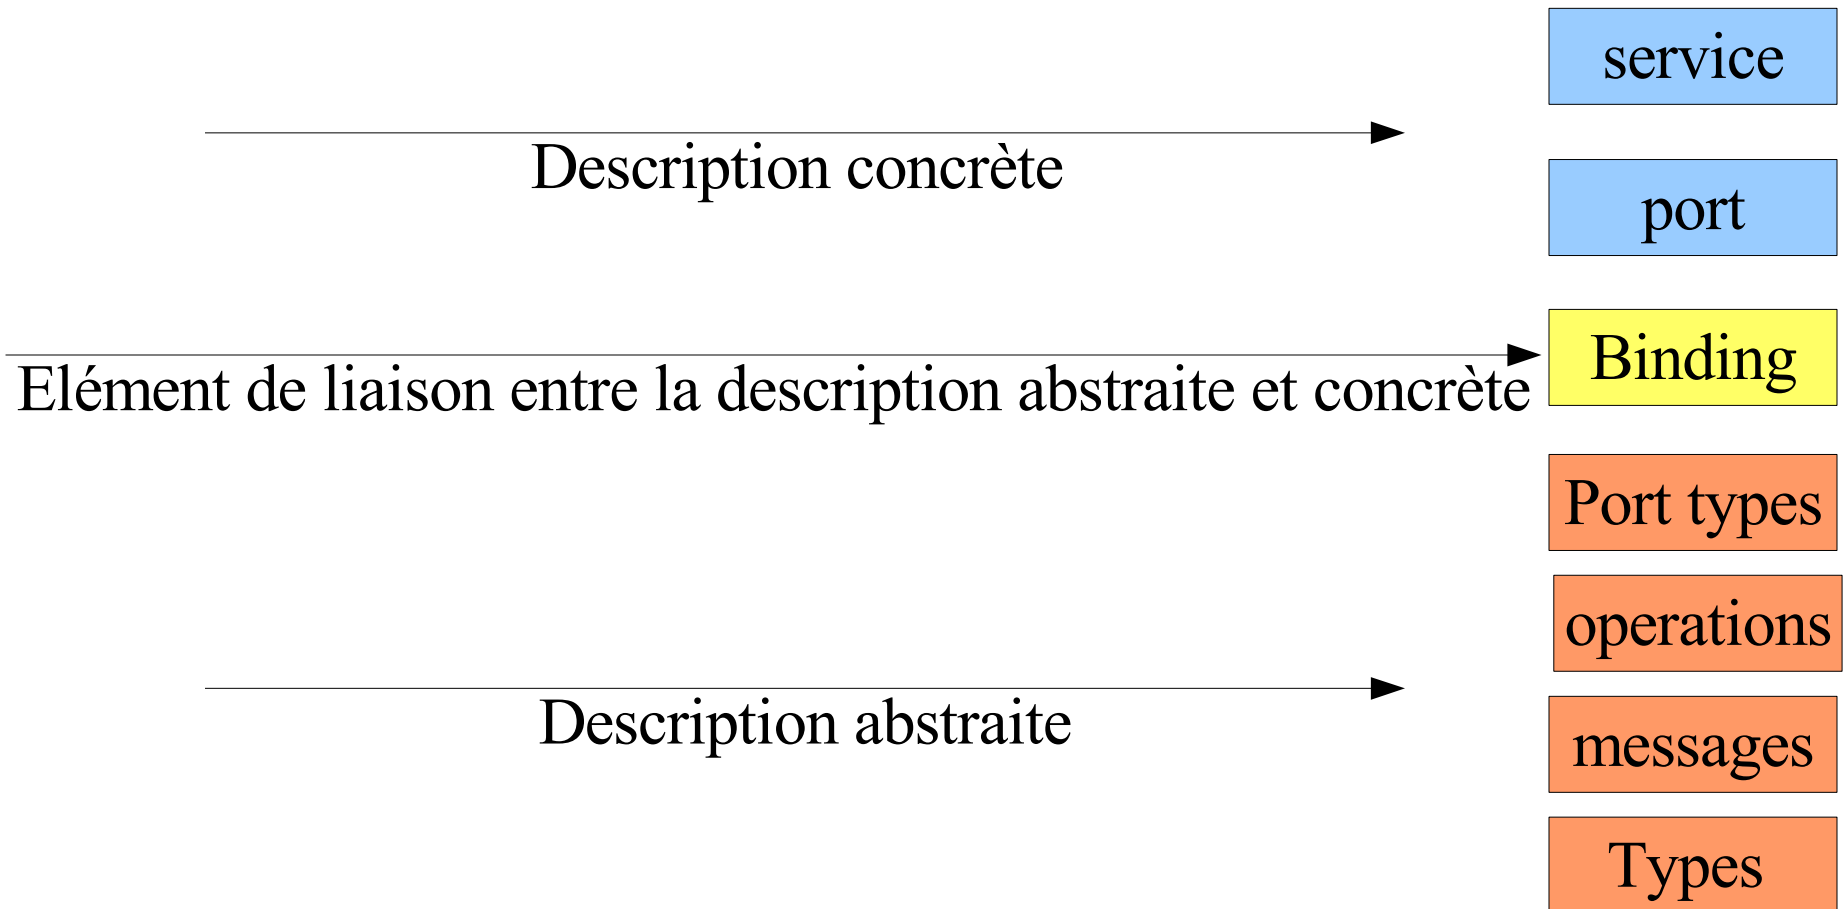 service
Description concrète
port
Binding
Elément de liaison entre la description abstraite et concrète
Port types
operations
Description abstraite
messages
Types